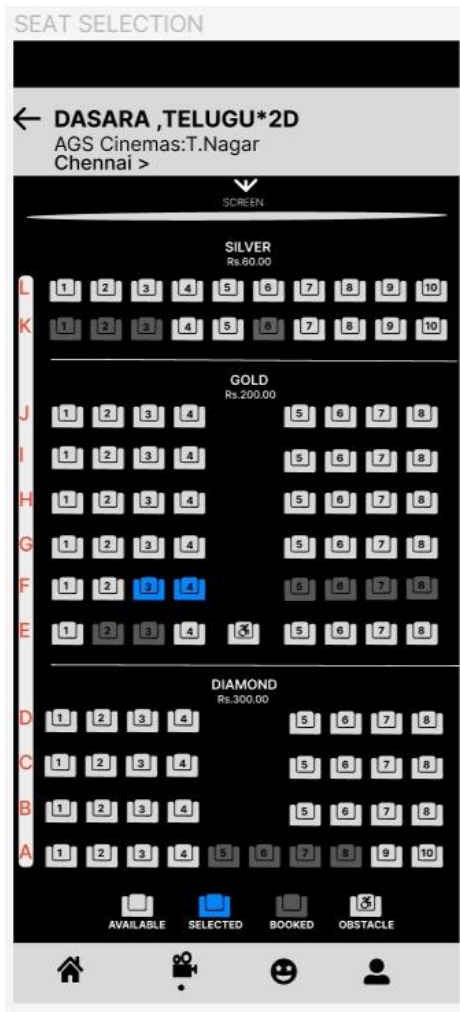 SEAT SELECTION
DASARA ,TELUGU*2D
AGS Cinemas:T.Nagar
Chennai >
SCREEN
SILVER
Rs.60.00
L 1 2 3 4 5 6 7 8 9 10
K 1 2 3 4 5 6 7 8 9 10
GOLD
Rs.200.00
J 1 2 3 4 5 6 7 8
I 1 2 3 4 5 6 7 8
H 1 2 3 4 5 6 7 8
G 1 2 3 4 5 6 7 8
F 1 2 3 4 5 6 7 8
E 1 2 3 4 5 6 7 8
DIAMOND
Rs.300.00
D 1 2 3 4 5 6 7 8
C 1 2 3 4 5 6 7 8
B 1 2 3 4 5 6 7 8
A 1 2 3 4 5 6 7 8 9 10
AVAILABLE SELECTED BOOKED OBSTACLE